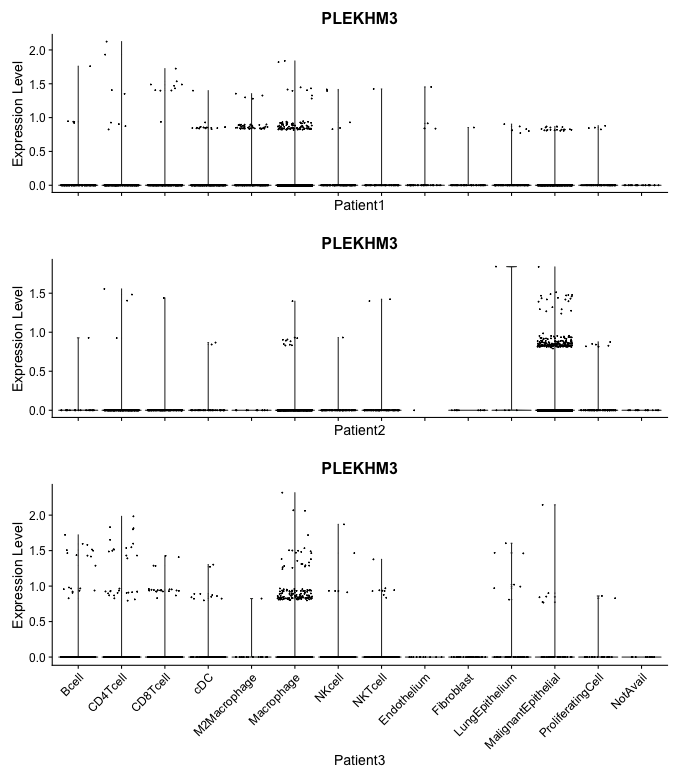 PLEKHM3
Expression Level
2.0
1.5
1.0
0.5
0.0
Patient1
PLEKHM3
Expression Level
1.5
1.0
0.5
0.0
Patient2
PLEKHM3
Expression Level
2.0
1.5
1.0
0.5
0.0
Bcell
CD4Tcell
CD8Tcell
cDC
M2Macrophage
Macrophage
NKcell
NKTcell
Endothelium
Fibroblast
LungEpithelium
MalignantEpithelial
ProliferatingCell
NotAvail
Patient3